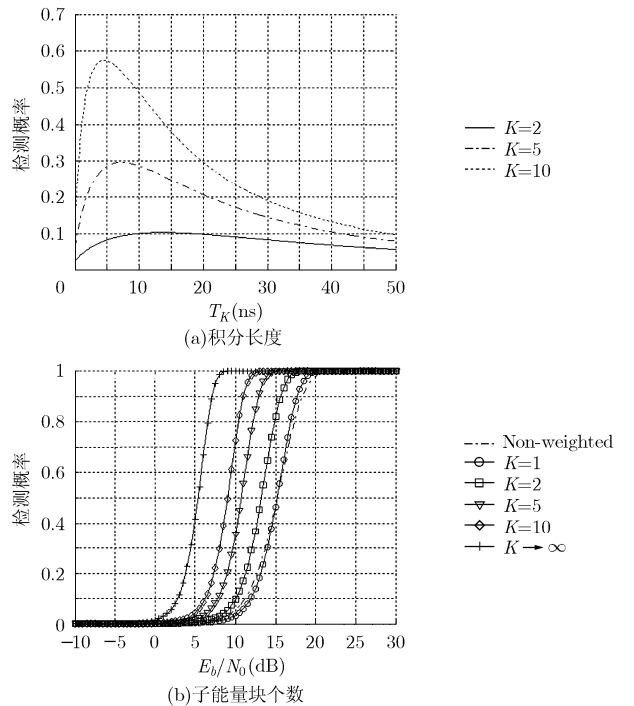 0.7
0.6
0.5
0.4
0.3
0.2
0.1
0 10 20 30 40 50
检测概率
T_K(ns)
K=2
K=5
K=10
(a)积分长度
1
0.8
0.6
0.4
0.2
0
−10 −5 0 5 10 15 20 25 30
检测概率
E_b/N_0(dB)
Non-weighted
K=1
K=2
K=5
K=10
K→∞
(b)子能量块个数